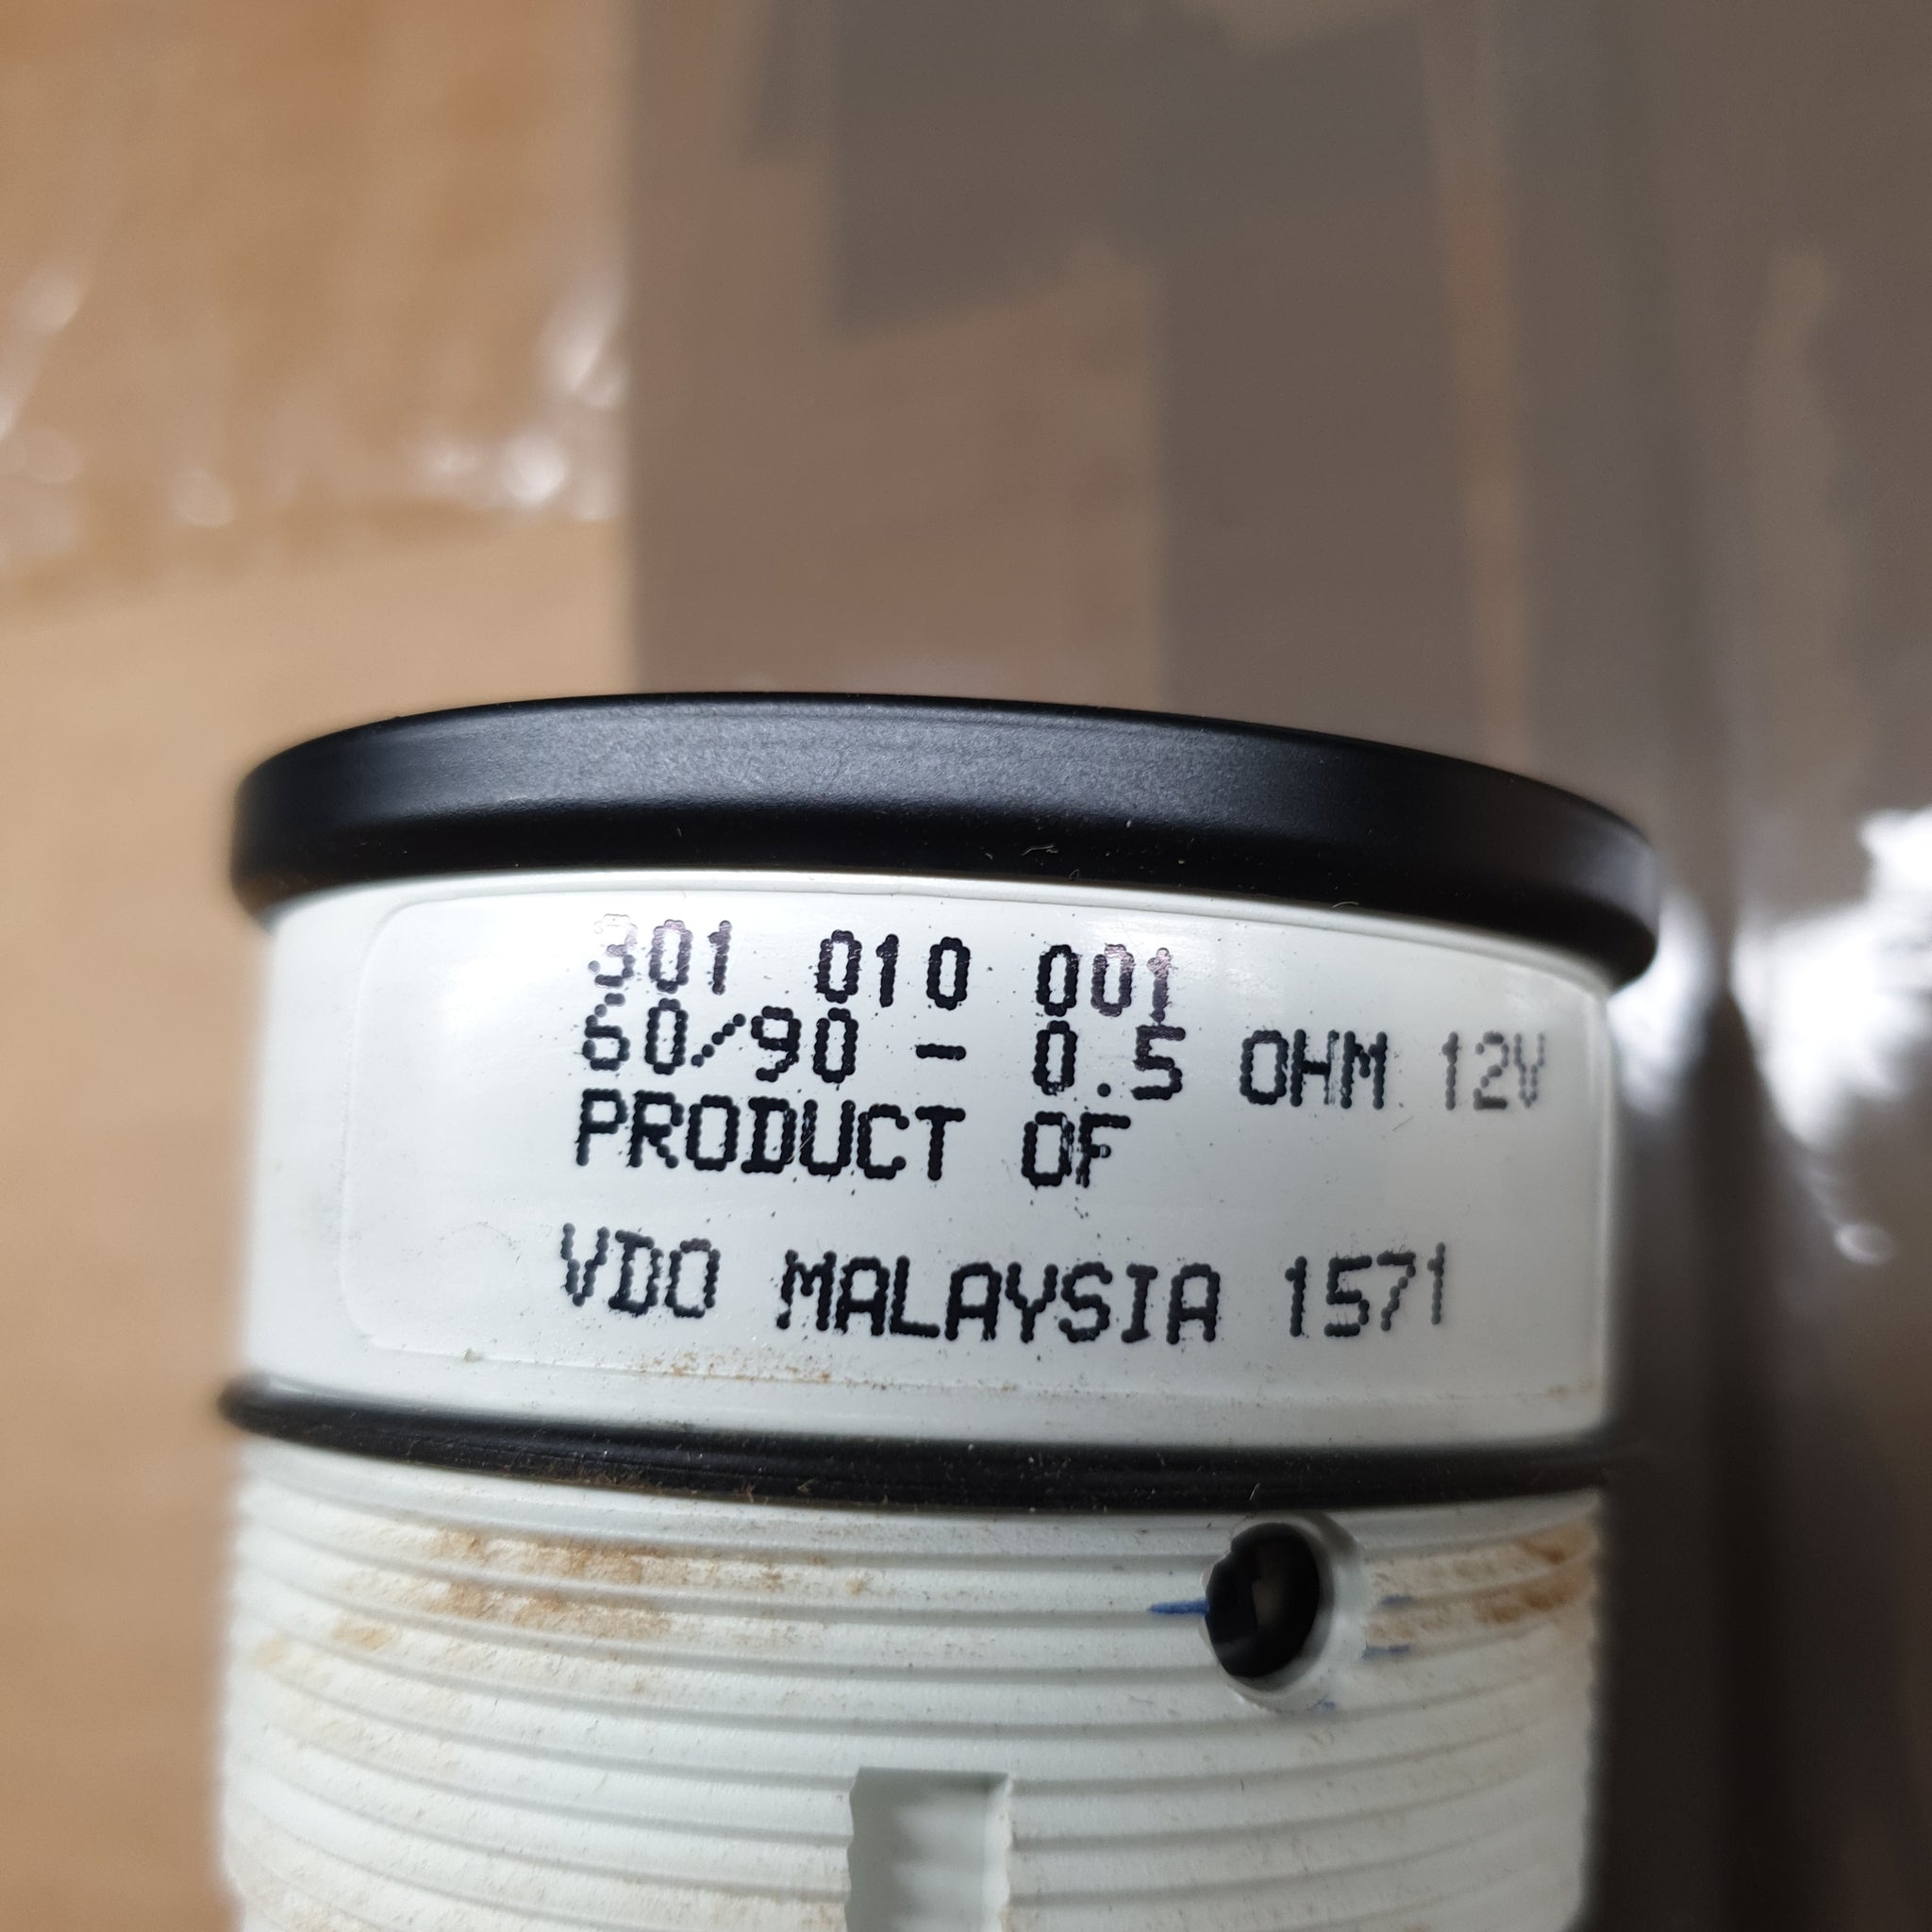 301 010 001
60/90 - 0.5 OHM 12V
PRODUCT OF
VDO MALAYSIA 1571